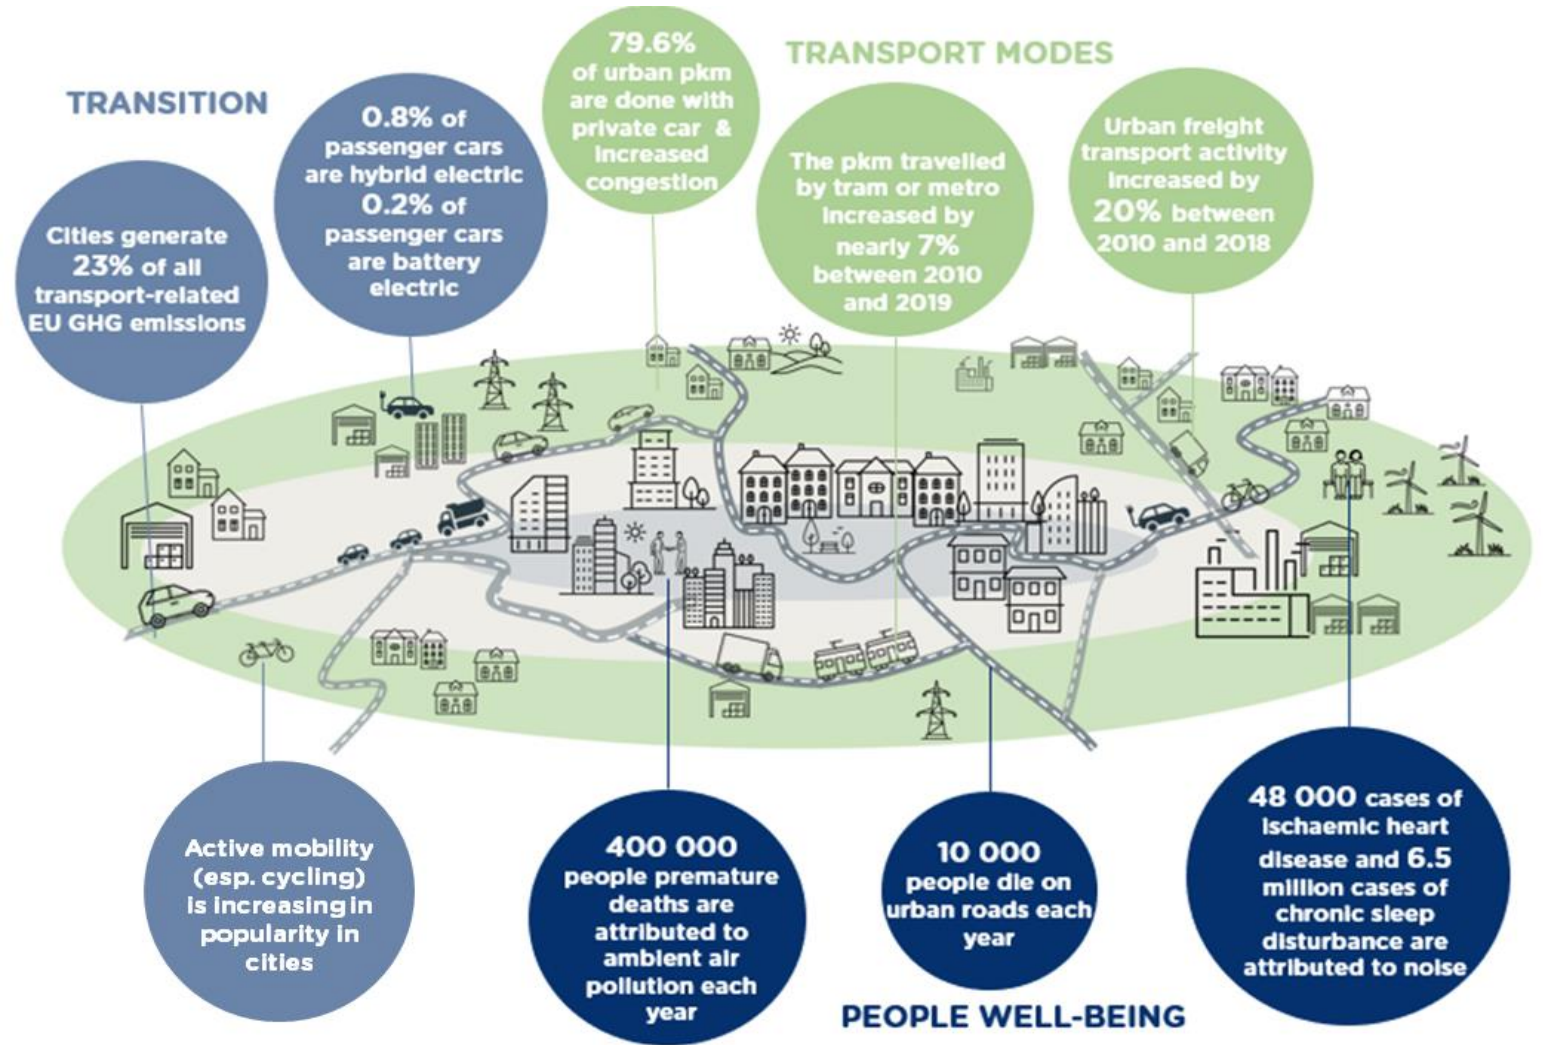 TRANSITION
Cities generate
23% of all
transport-related
EU GHG emissions
0.8% of
passenger cars
are hybrid electric
0.2% of
passenger cars
are battery
electric
79.6%
of urban pkm
are done with
private car &
increased
congestion
TRANSPORT MODES
The pkm travelled
by tram or metro
increased by
nearly 7%
between 2010
and 2019
Urban freight
transport activity
increased by
20% between
2010 and 2018
Active mobility
(esp. cycling)
is increasing in
popularity in
cities
400 000
people premature
deaths are
attributed to
ambient air
pollution each
year
10 000
people die on
urban roads each
year
48 000 cases of
ischaemic heart
disease and 6.5
million cases of
chronic sleep
disturbance are
attributed to noise
PEOPLE WELL-BEING